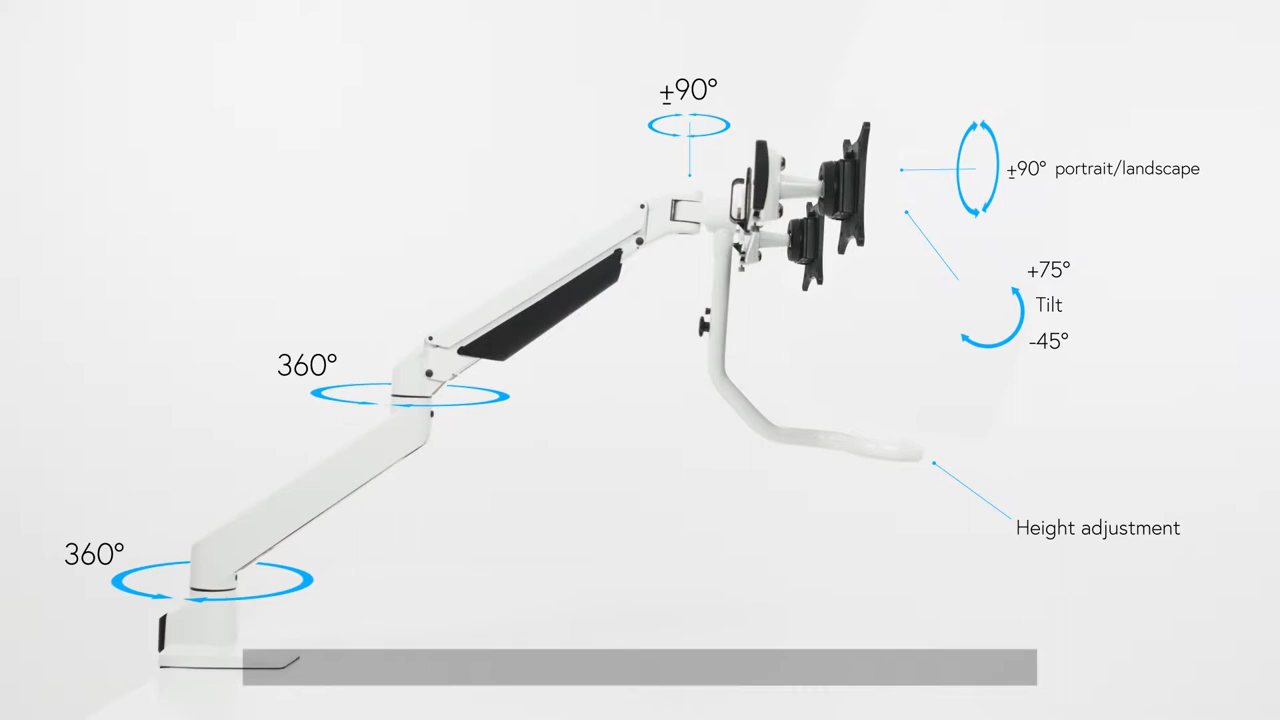 ±90°
±90° portrait/landscape
+75°
Tilt
-45°
360°
Height adjustment
360°